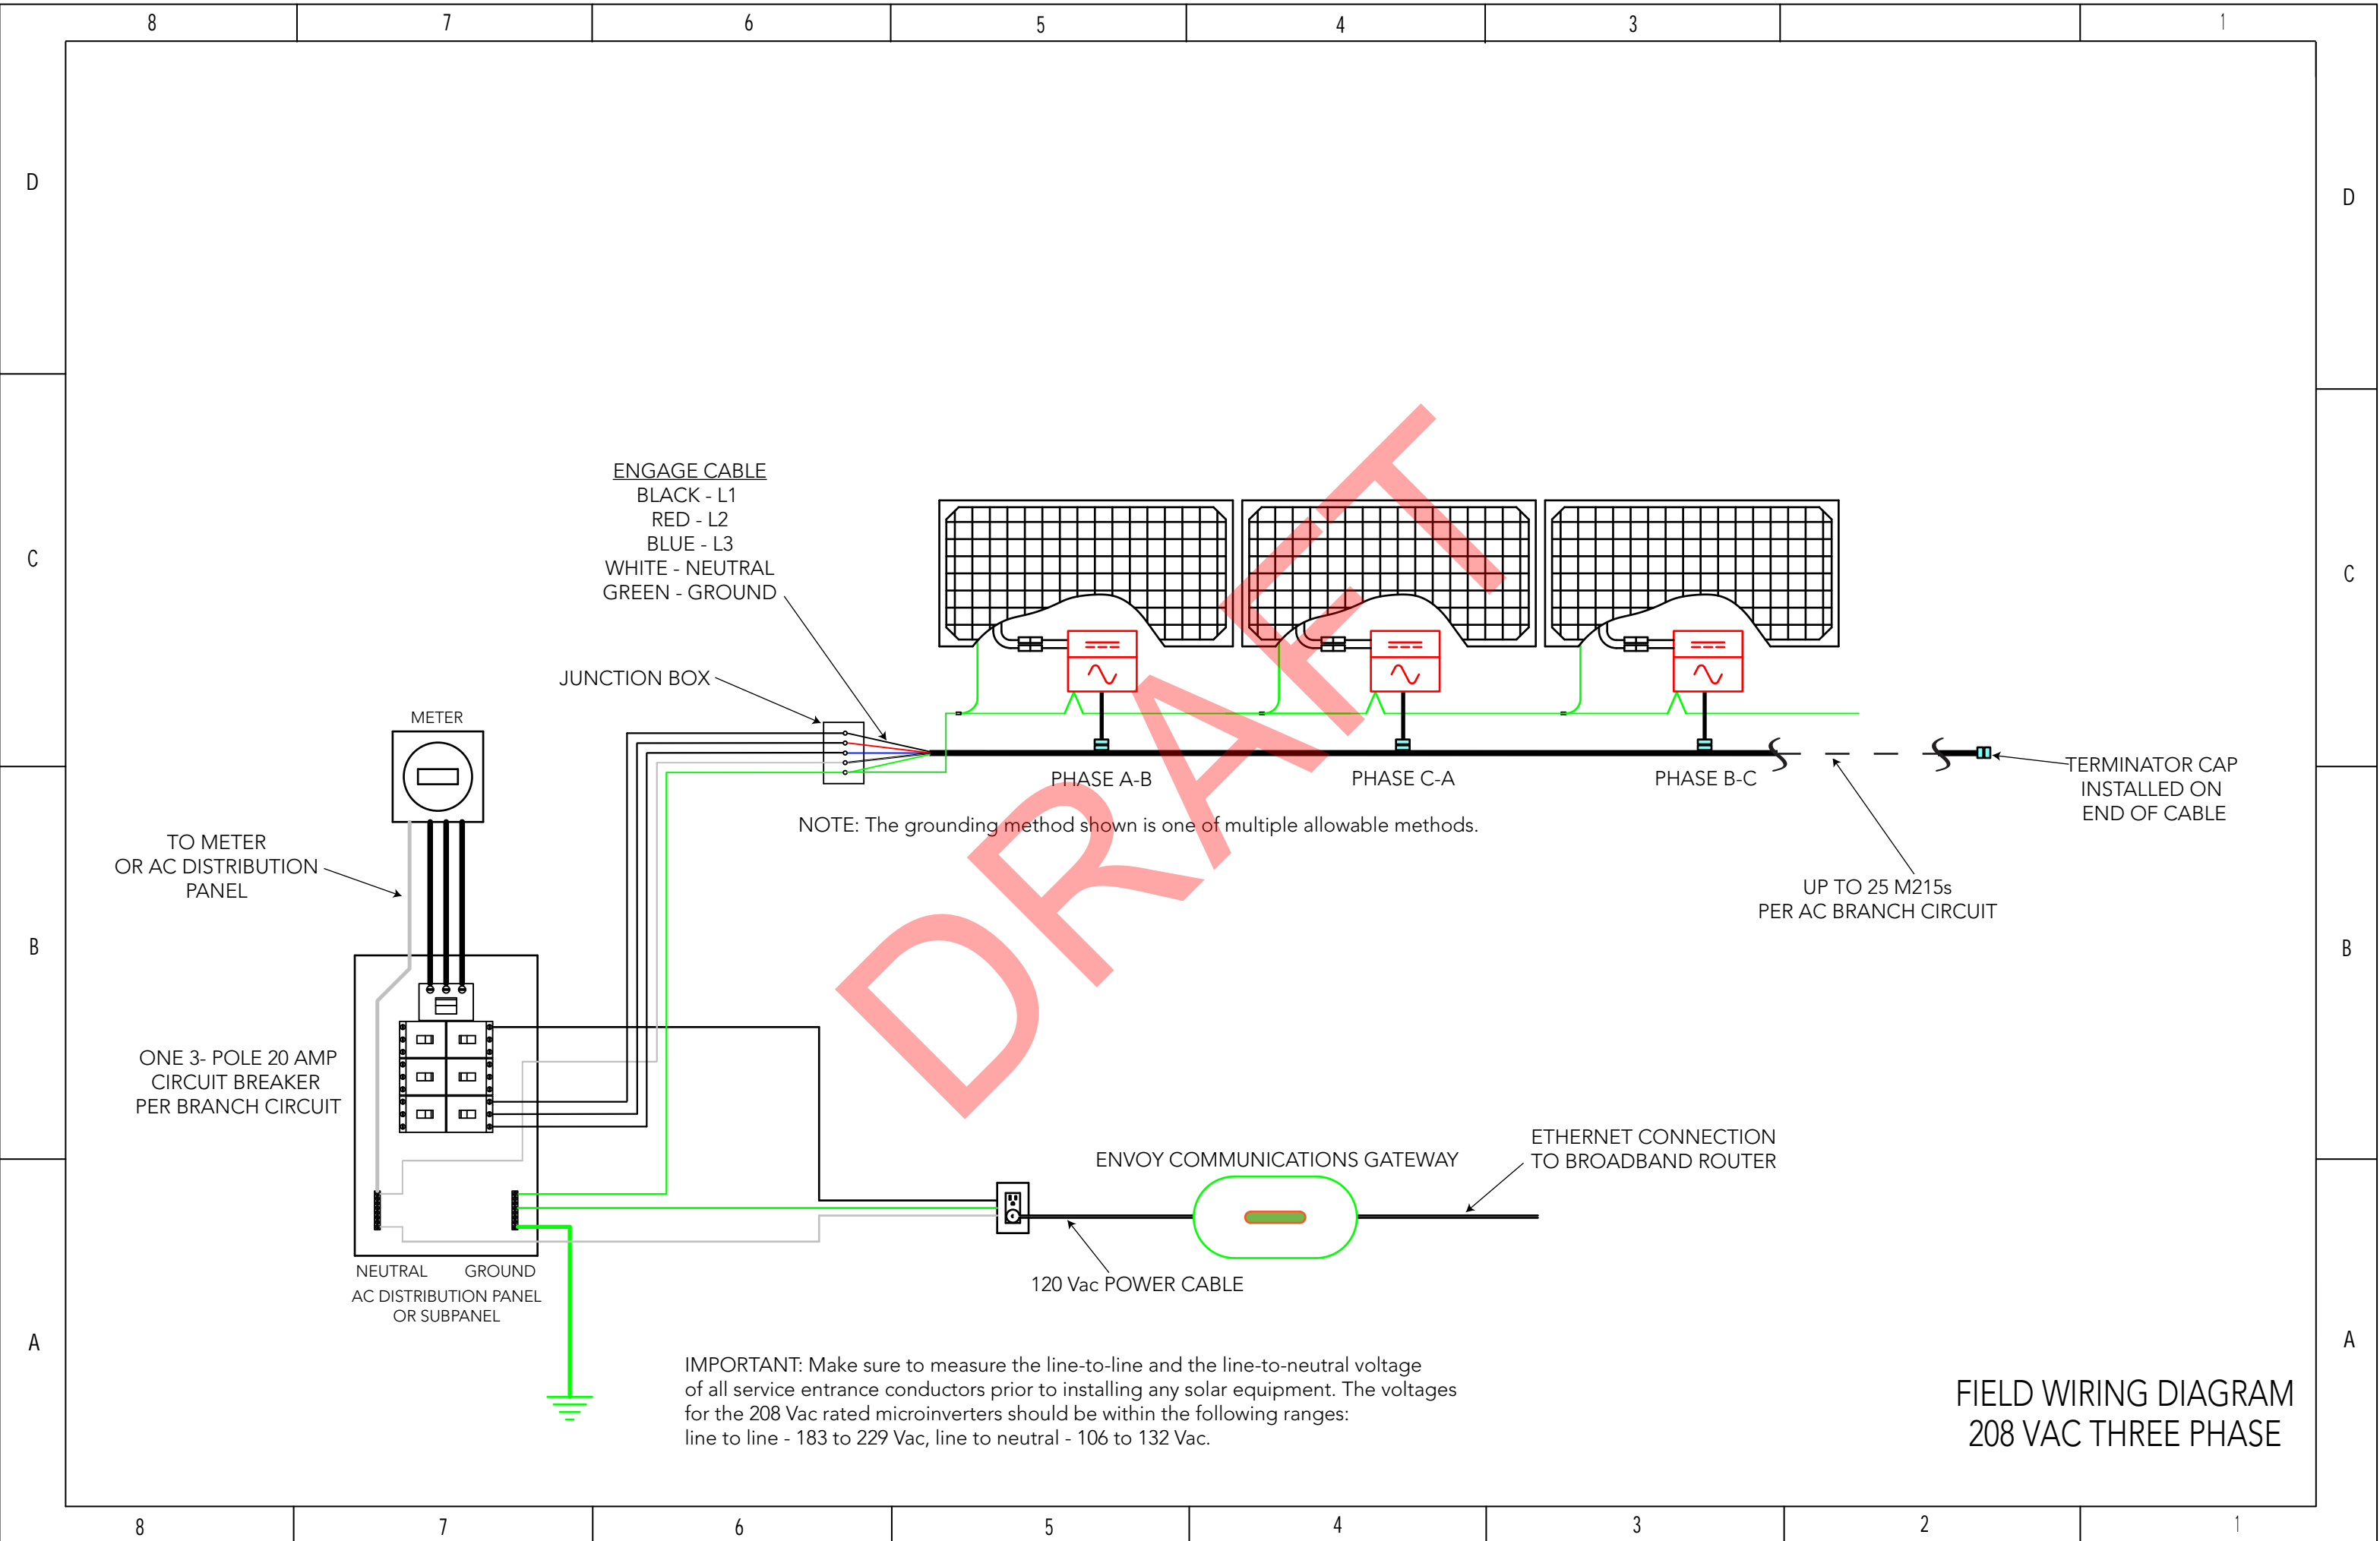 8 7 6 5 4 3 1
D
D
ENGAGE CABLE
BLACK - L1
RED - L2
BLUE - L3
WHITE - NEUTRAL
GREEN - GROUND
C
C
JUNCTION BOX
METER
PHASE A-B
PHASE C-A
PHASE B-C
TERMINATOR CAP
INSTALLED ON
END OF CABLE
NOTE: The grounding method shown is one of multiple allowable methods.
TO METER
OR AC DISTRIBUTION
PANEL
UP TO 25 M215s
PER AC BRANCH CIRCUIT
DRAFT
B
B
ONE 3- POLE 20 AMP
CIRCUIT BREAKER
PER BRANCH CIRCUIT
ENVOY COMMUNICATIONS GATEWAY
ETHERNET CONNECTION
TO BROADBAND ROUTER
120 Vac POWER CABLE
NEUTRAL GROUND
AC DISTRIBUTION PANEL
OR SUBPANEL
A
A
IMPORTANT: Make sure to measure the line-to-line and the line-to-neutral voltage
of all service entrance conductors prior to installing any solar equipment. The voltages
for the 208 Vac rated microinverters should be within the following ranges:
line to line - 183 to 229 Vac, line to neutral - 106 to 132 Vac.
FIELD WIRING DIAGRAM
208 VAC THREE PHASE
8 7 6 5 4 3 2 1